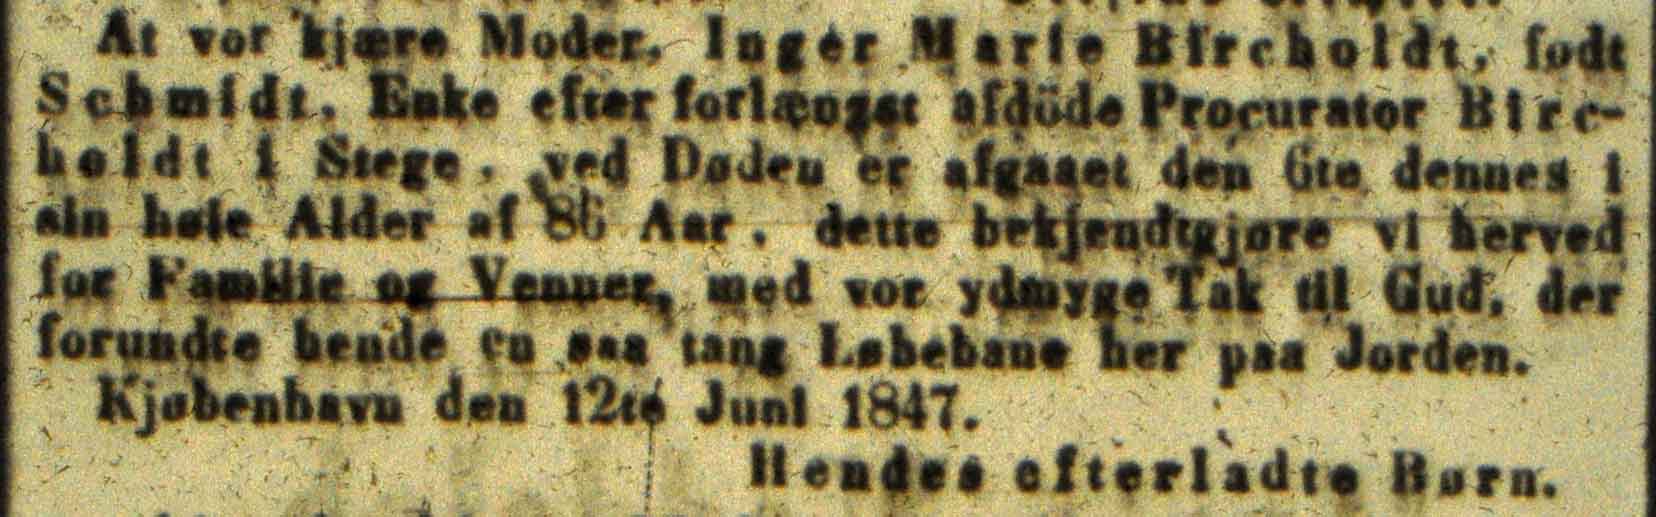 At vor kjære Moder, Inger Marie Bircholdt, født
Schmidt, Enke efter forlængst afdöde Procurator Birc-
holdt i Stege, ved Døden er afgaaet den 6te dennes i
sin høie Alder af 86 Aar, dette bekjendtgjøre vi herved
for Familie og Venner, med vor ydmyge Tak til Gud, der
forundte hende en saa lang Løbebane her paa Jorden.
Kjøbenhavn den 12te Juni 1847.
Hendes efterladte Børn.